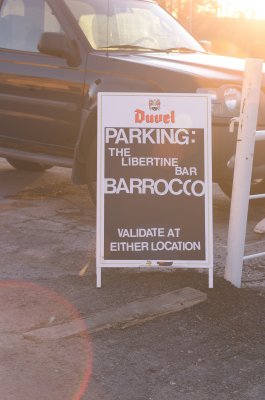 Duvel
PARKING:
THE
LIBERTINE
BAR
BARROCCO
VALIDATE AT
EITHER LOCATION